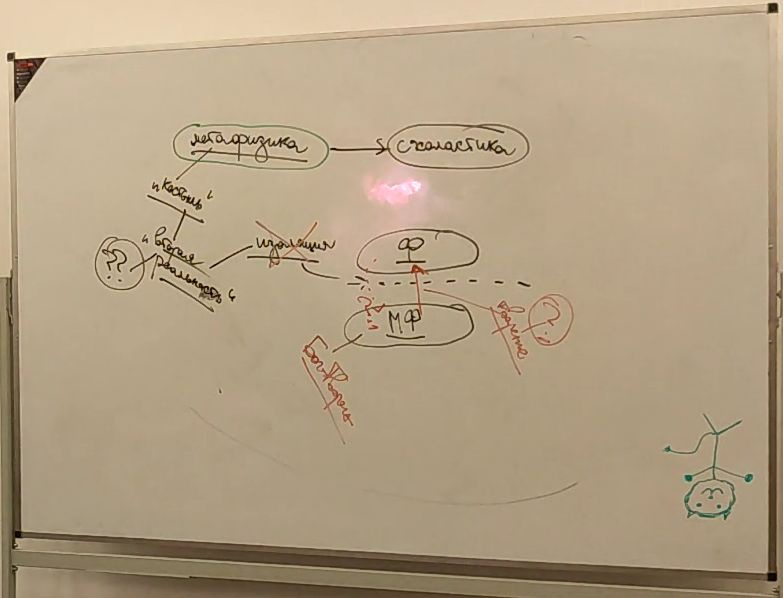 метафизика
схоластика
"костыль"
"вторая
реальность"
??
изоляция
Ф
МФ
?